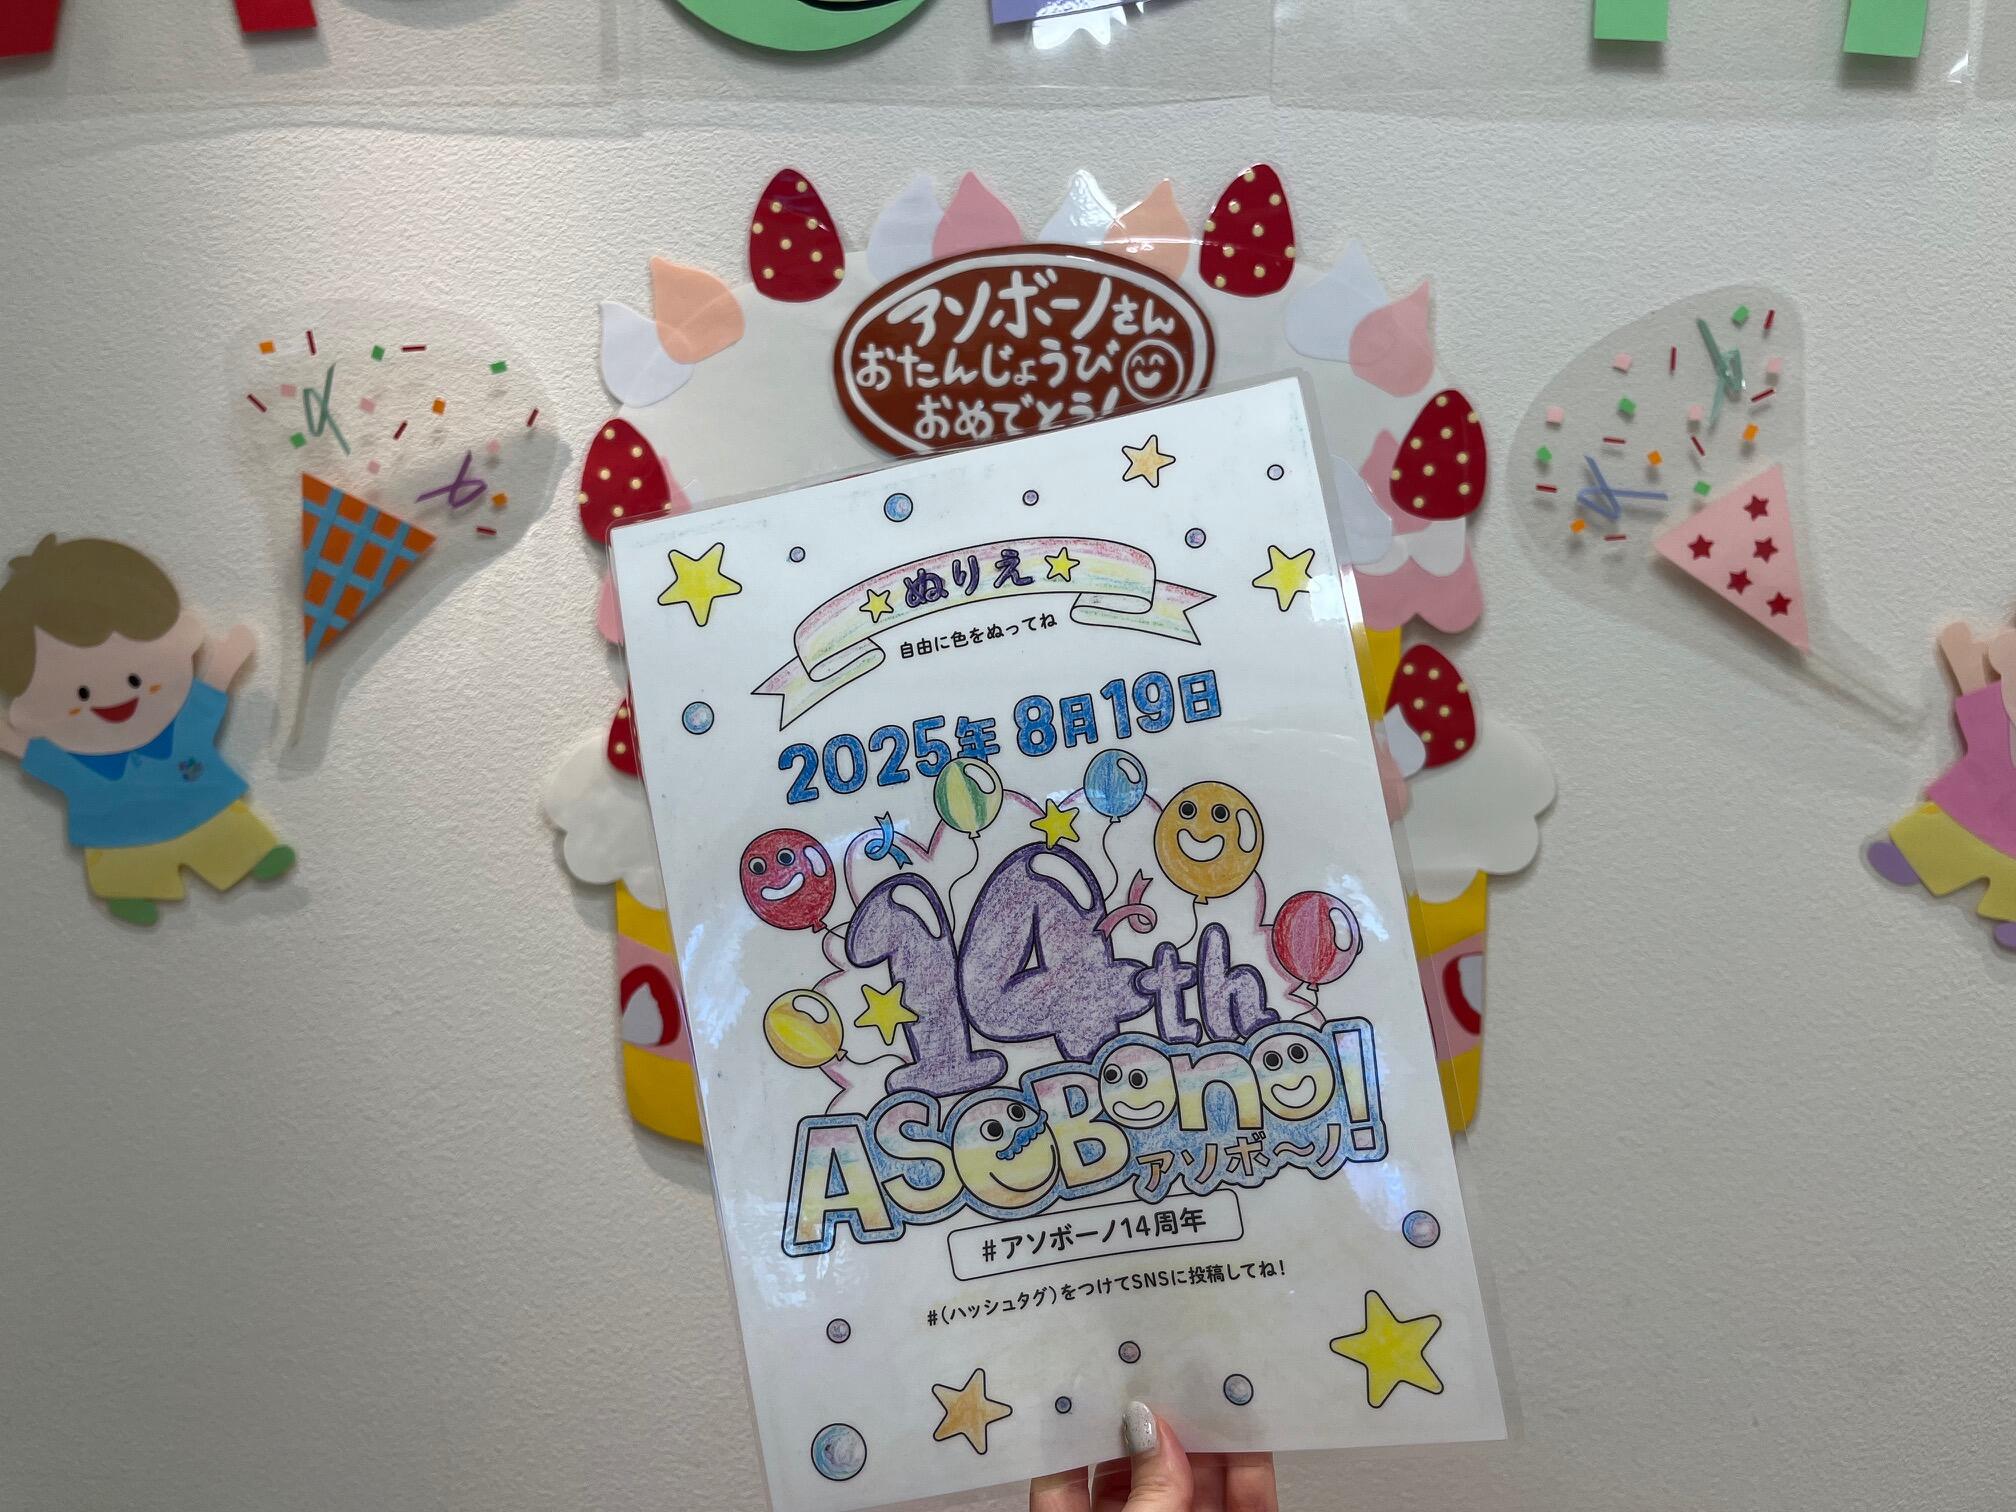 アソボーノさん
おたんじょうび
おめでとう!
ぬりえ
自由に色をぬってね
2025年 8月19日
14th
ASoBono!
アソボ〜ノ!
#アソボーノ14周年
#(ハッシュタグ)をつけてSNSに投稿してね!